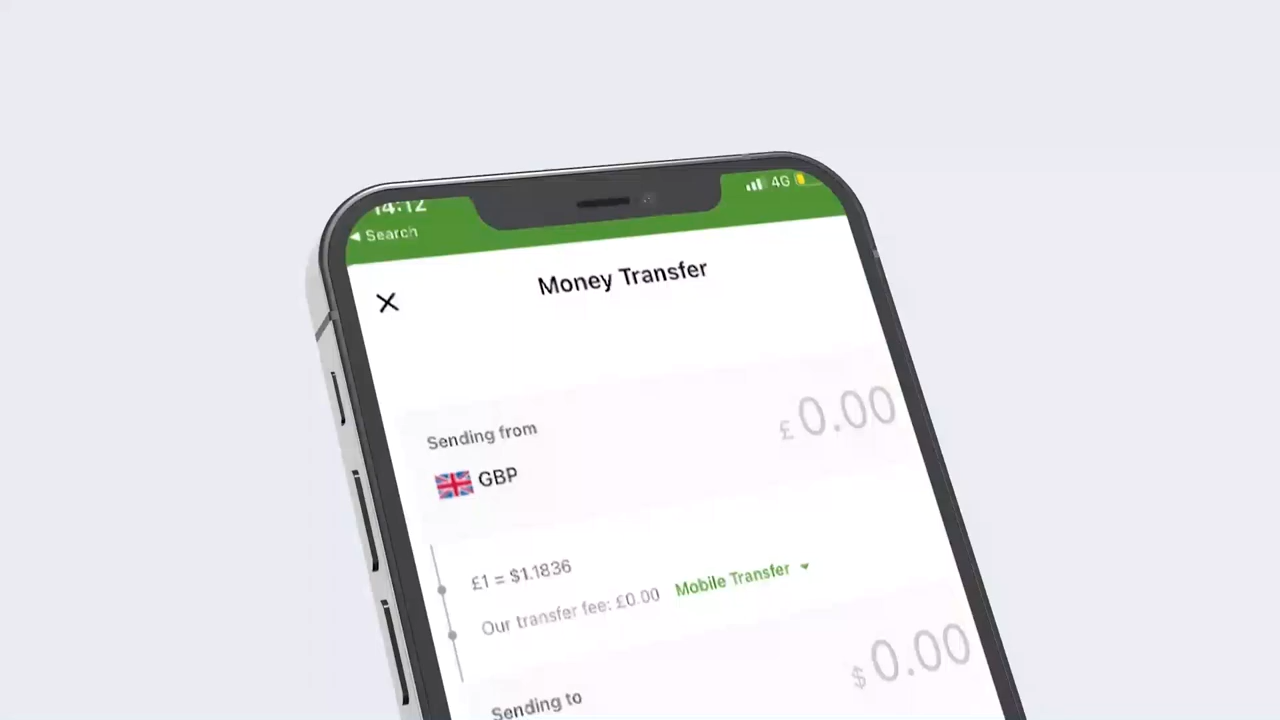 14:12
4G
◀ Search
Money Transfer
Sending from
£0.00
GBP
£1 = $1.1836
Our transfer fee: £0.00 Mobile Transfer
$0.00
Sending to